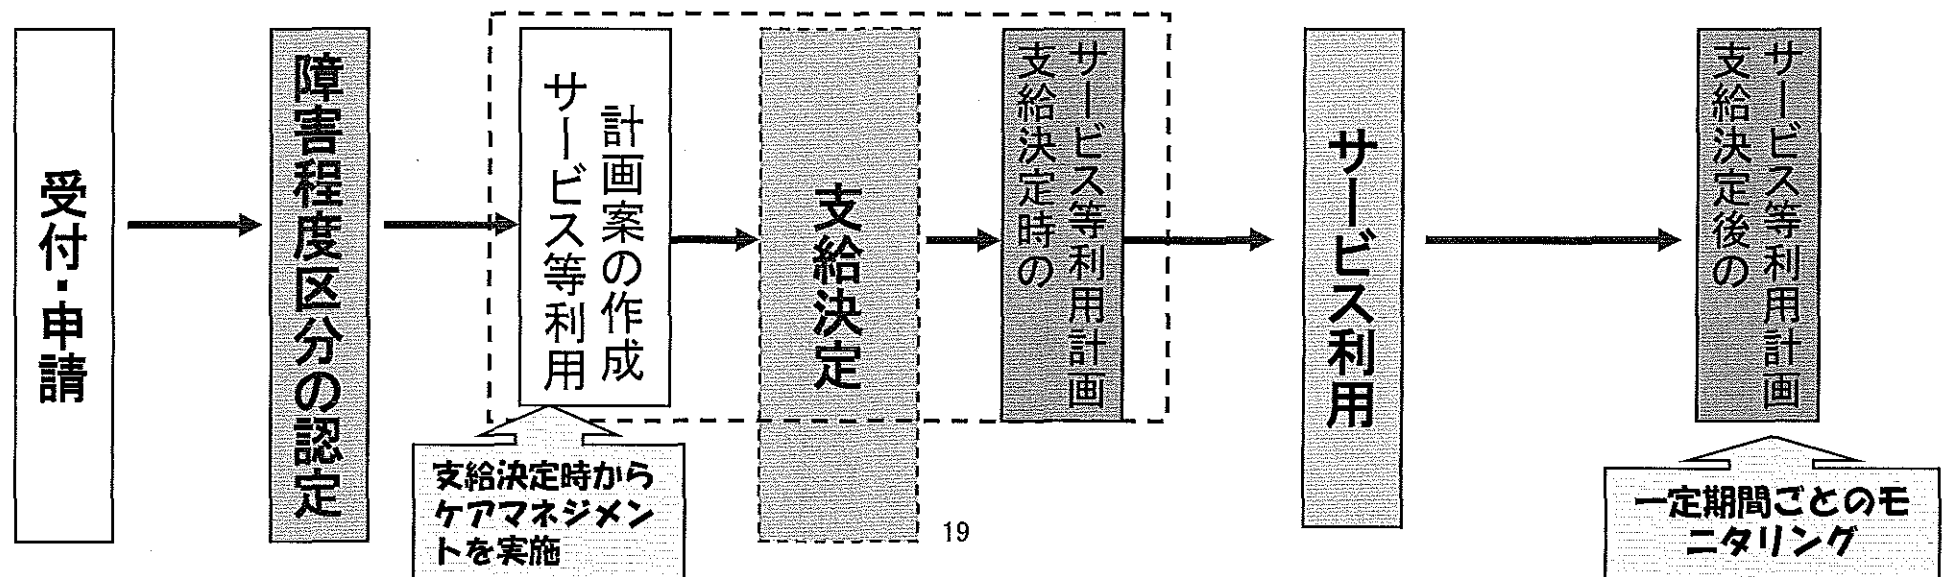 受付・申請
障害程度区分の認定
サービス等利用
計画案の作成
支給決定
支給決定時の
サービス等利用計画
サービス利用
支給決定後の
サービス等利用計画
支給決定時から
ケアマネジメン
トを実施
一定期間ごとのモ
ニタリング
19